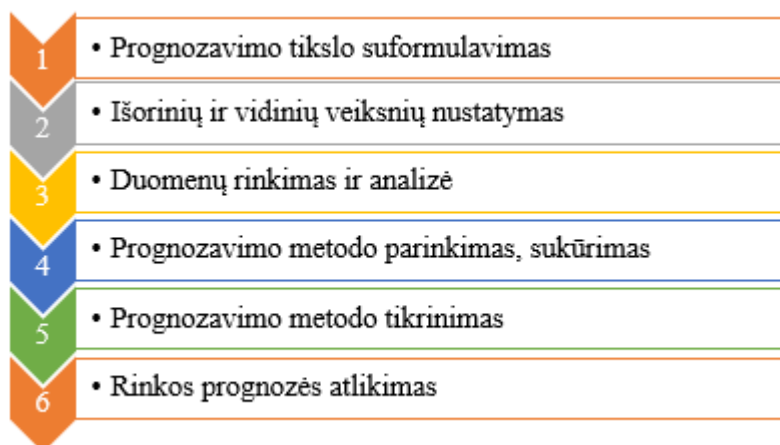 1 • Prognozavimo tikslo suformulavimas
2 • Išorinių ir vidinių veiksnių nustatymas
3 • Duomenų rinkimas ir analizė
4 • Prognozavimo metodo parinkimas, sukūrimas
5 • Prognozavimo metodo tikrinimas
6 • Rinkos prognozės atlikimas